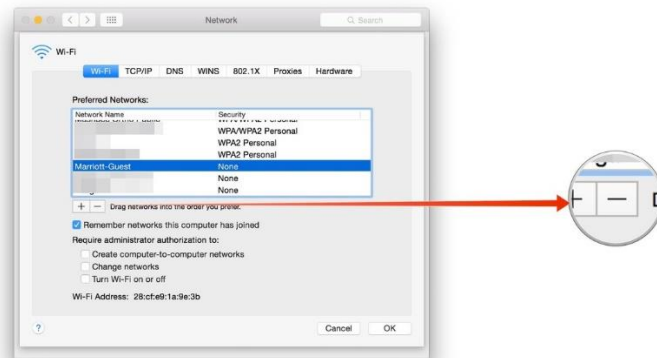 Network
Search
Wi-Fi
Wi-Fi TCP/IP DNS WINS 802.1X Proxies Hardware
Preferred Networks:
Network Name Security
WPA/WPA2 Personal
WPA2 Personal
WPA2 Personal
Marriott-Guest None
None
None
+ − Drag networks into the order you prefer.
Remember networks this computer has joined
Require administrator authorization to:
Create computer-to-computer networks
Change networks
Turn Wi-Fi on or off
Wi-Fi Address: 28:cf:e9:1a:9e:3b
? Cancel OK